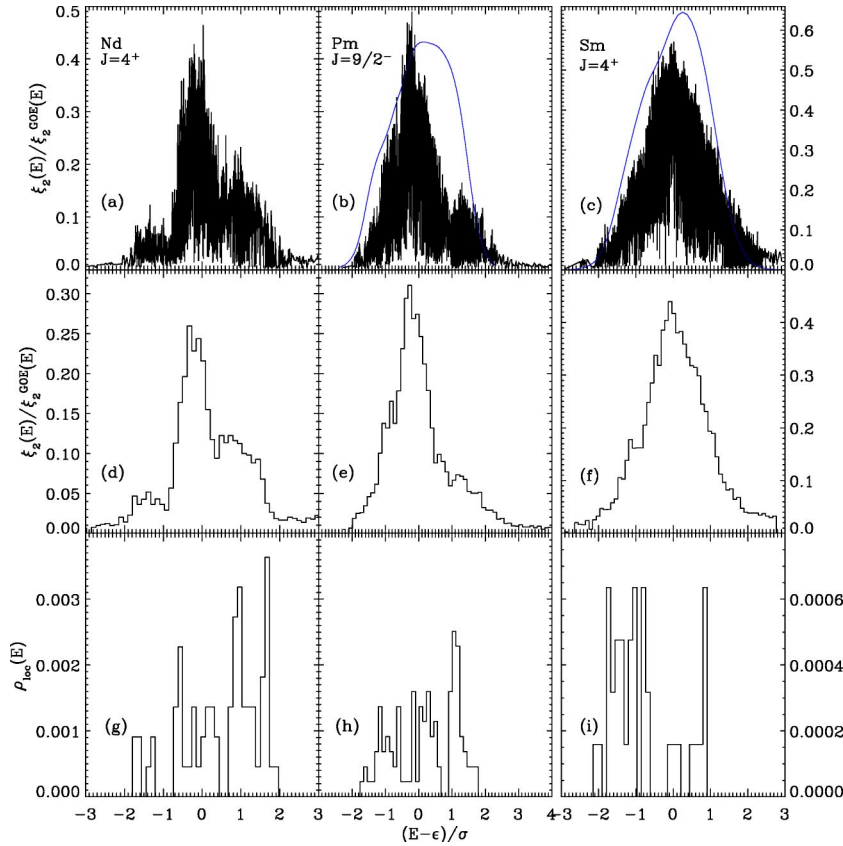 0.5
0.4
0.3
0.2
0.1
0.0
ξ₂(E)/ξ₂ᴳᴼᴱ(E)
Nd
J=4⁺
(a)
Pm
J=9/2⁻
(b)
Sm
J=4⁺
(c)
0.6
0.5
0.4
0.3
0.2
0.1
0.0
0.30
0.25
0.20
0.15
0.10
0.05
0.00
ξ₂(E)/ξ₂ᴳᴼᴱ(E)
(d)
(e)
(f)
0.4
0.3
0.2
0.1
0.0
0.003
0.002
0.001
0.000
ρloc(E)
(g)
(h)
(i)
0.0006
0.0004
0.0002
0.0000
-3 -2 -1 0 1 2 3
-2 -1 0 1 2 3 4
-3 -2 -1 0 1 2 3
(E-ϵ)/σ